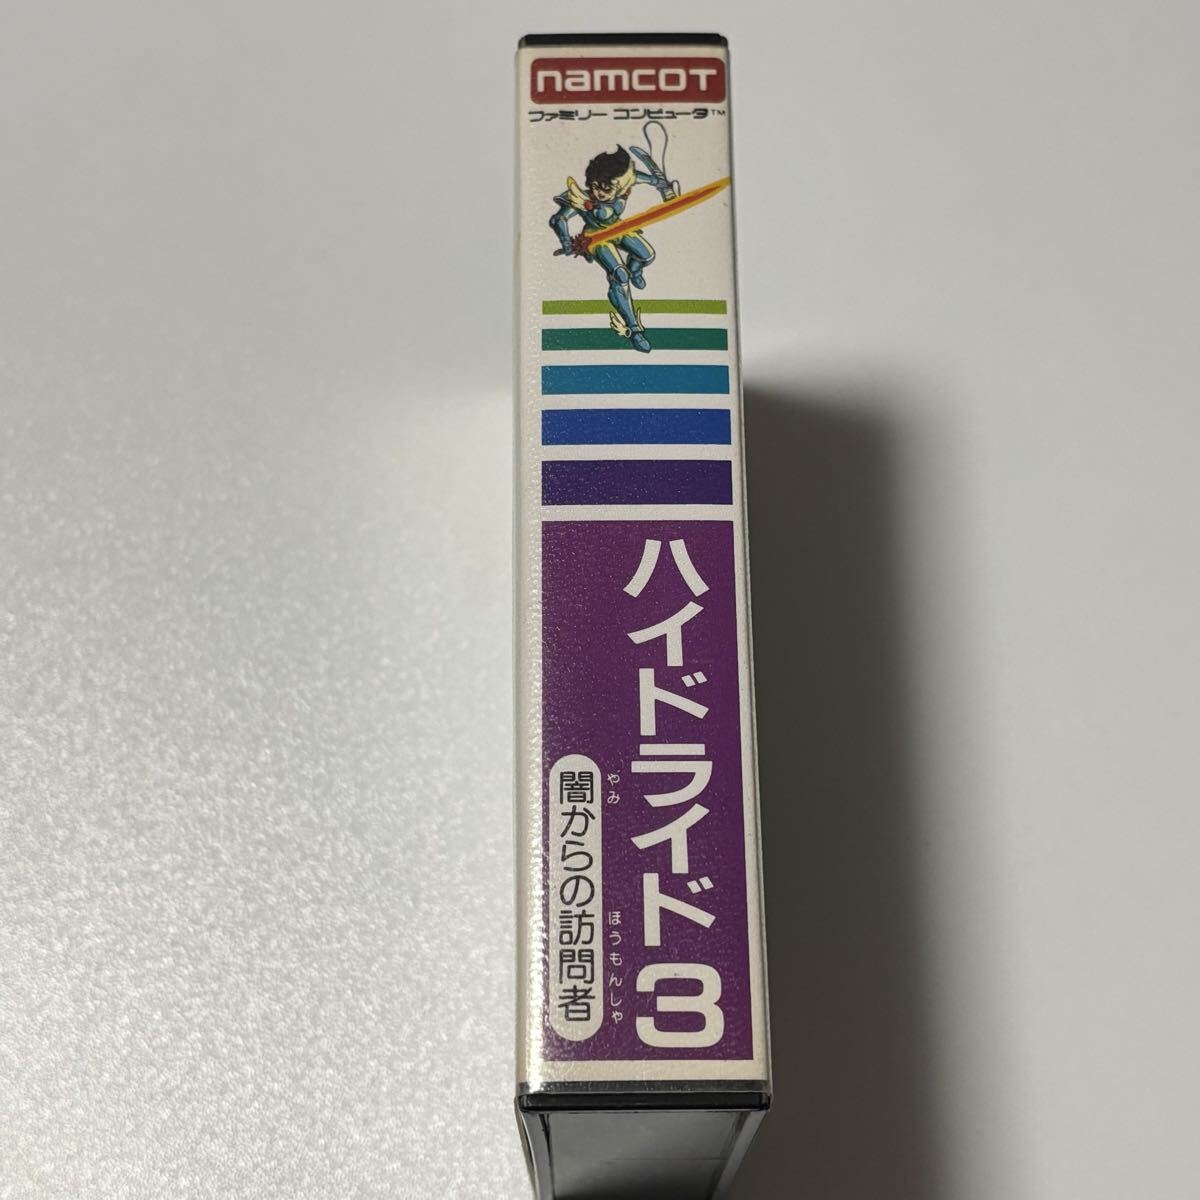 namcoT
ファミリー コンピュータ™
ハイドライド3
やみ ほうもんしゃ
闇からの訪問者